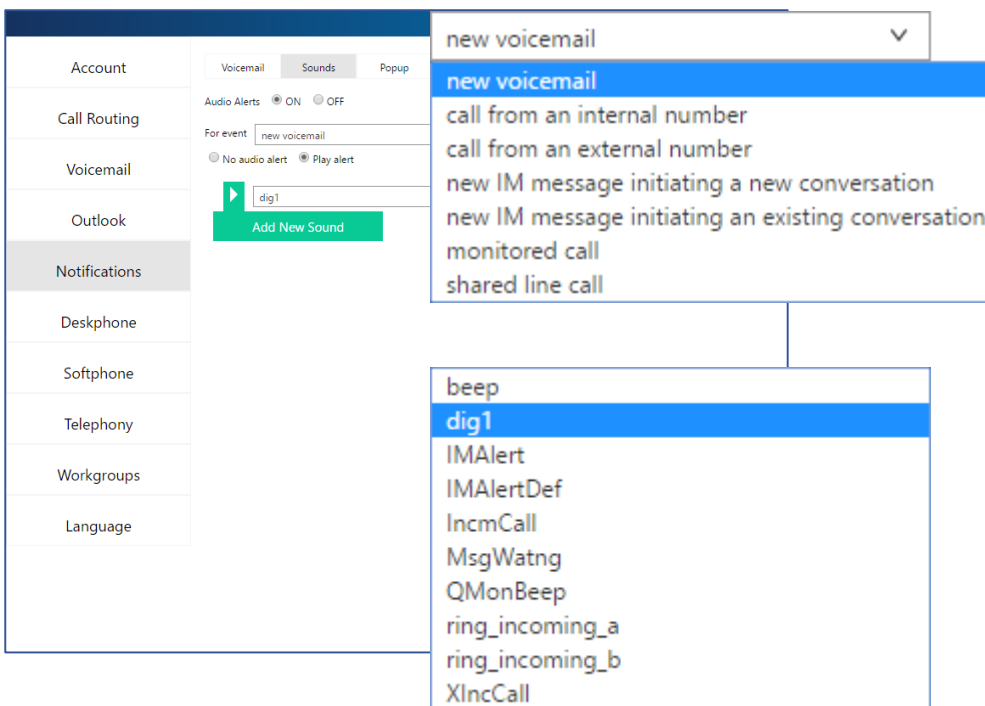 Account
Call Routing
Voicemail
Outlook
Notifications
Deskphone
Softphone
Telephony
Workgroups
Language
Voicemail Sounds Popup
Audio Alerts ON OFF
For event new voicemail
No audio alert Play alert
dig1
Add New Sound
new voicemail
new voicemail
call from an internal number
call from an external number
new IM message initiating a new conversation
new IM message initiating an existing conversation
monitored call
shared line call
beep
dig1
IMAlert
IMAlertDef
IncmCall
MsgWatng
QMonBeep
ring_incoming_a
ring_incoming_b
XIncCall